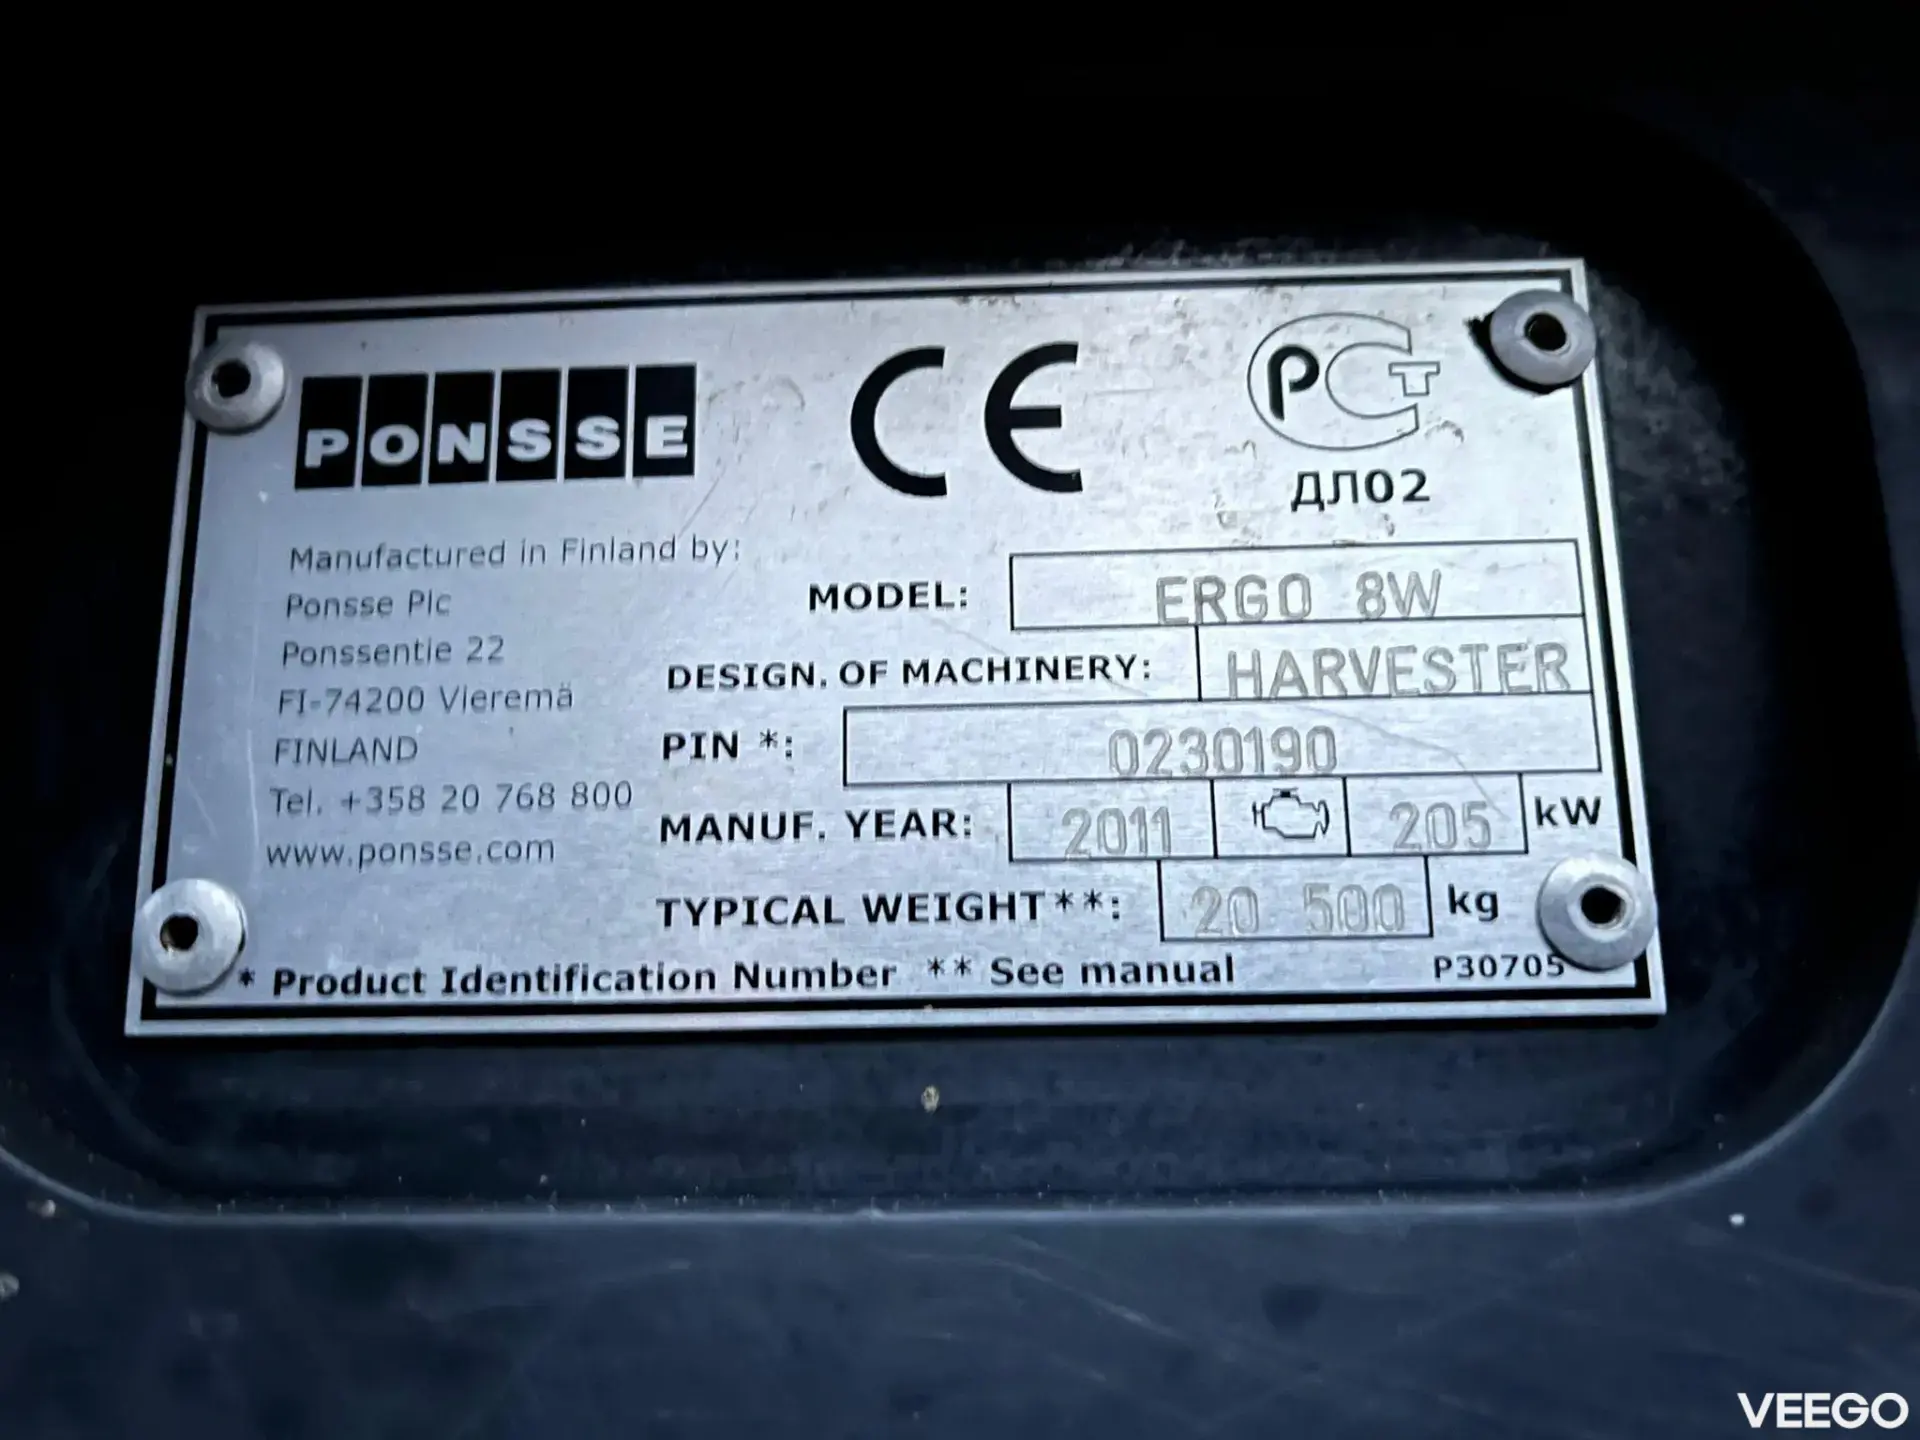 PONSSE
CE
PCT
ДЛ02
Manufactured in Finland by:
Ponsse Plc
Ponssentie 22
FI-74200 Vieremä
FINLAND
Tel. +358 20 768 800
www.ponsse.com
MODEL: ERGO 8W
DESIGN. OF MACHINERY: HARVESTER
PIN *: 0230190
MANUF. YEAR: 2011 205 kW
TYPICAL WEIGHT**: 20 500 kg
* Product Identification Number ** See manual P30705
VEEGO